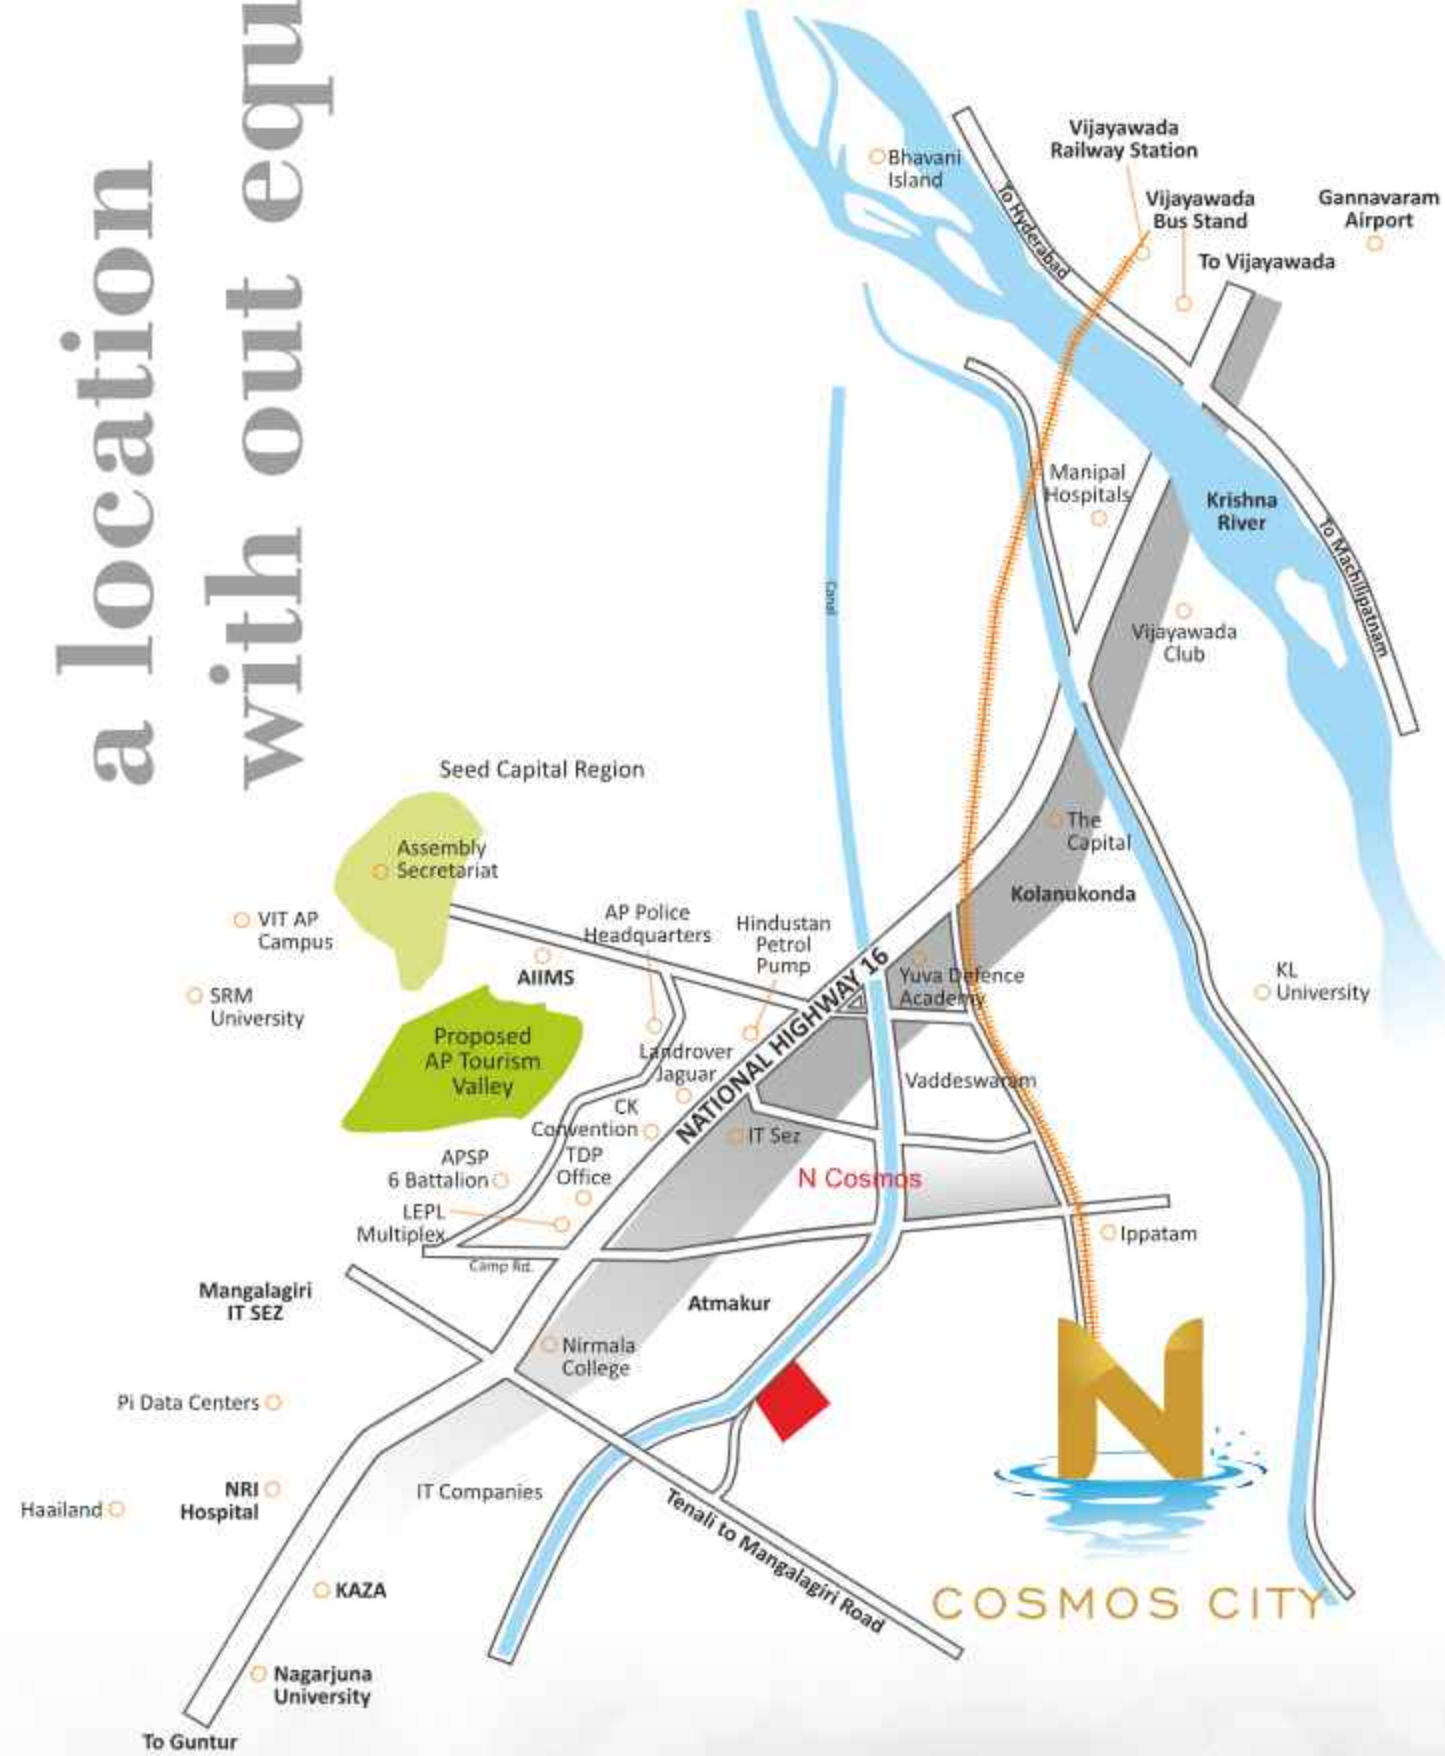 a location
with out equ
Vijayawada
Railway Station
Bhavani
Island
Vijayawada
Bus Stand
Gannavaram
Airport
To Hyderabad
To Vijayawada
Manipal
Hospitals
Krishna
River
To Machilipatnam
Canal
Vijayawada
Club
Seed Capital Region
The
Capital
Assembly
Secretariat
Kolanukonda
VIT AP
Campus
AP Police
Headquarters
Hindustan
Petrol
Pump
NATIONAL HIGHWAY 16
AIIMS
Yuva Defence
Academy
KL
University
SRM
University
Proposed
AP Tourism
Valley
Landrover
Jaguar
Vaddeswaram
CK
Convention
IT Sez
APSP
6 Battalion
TDP
Office
N Cosmos
LEPL
Multiplex
Ippatam
Camp Rd.
Mangalagiri
IT SEZ
Atmakur
Nirmala
College
Pi Data Centers
N
NRI
Hospital
IT Companies
Haailand
Tenali to Mangalagiri Road
KAZA
COSMOS CITY
Nagarjuna
University
To Guntur